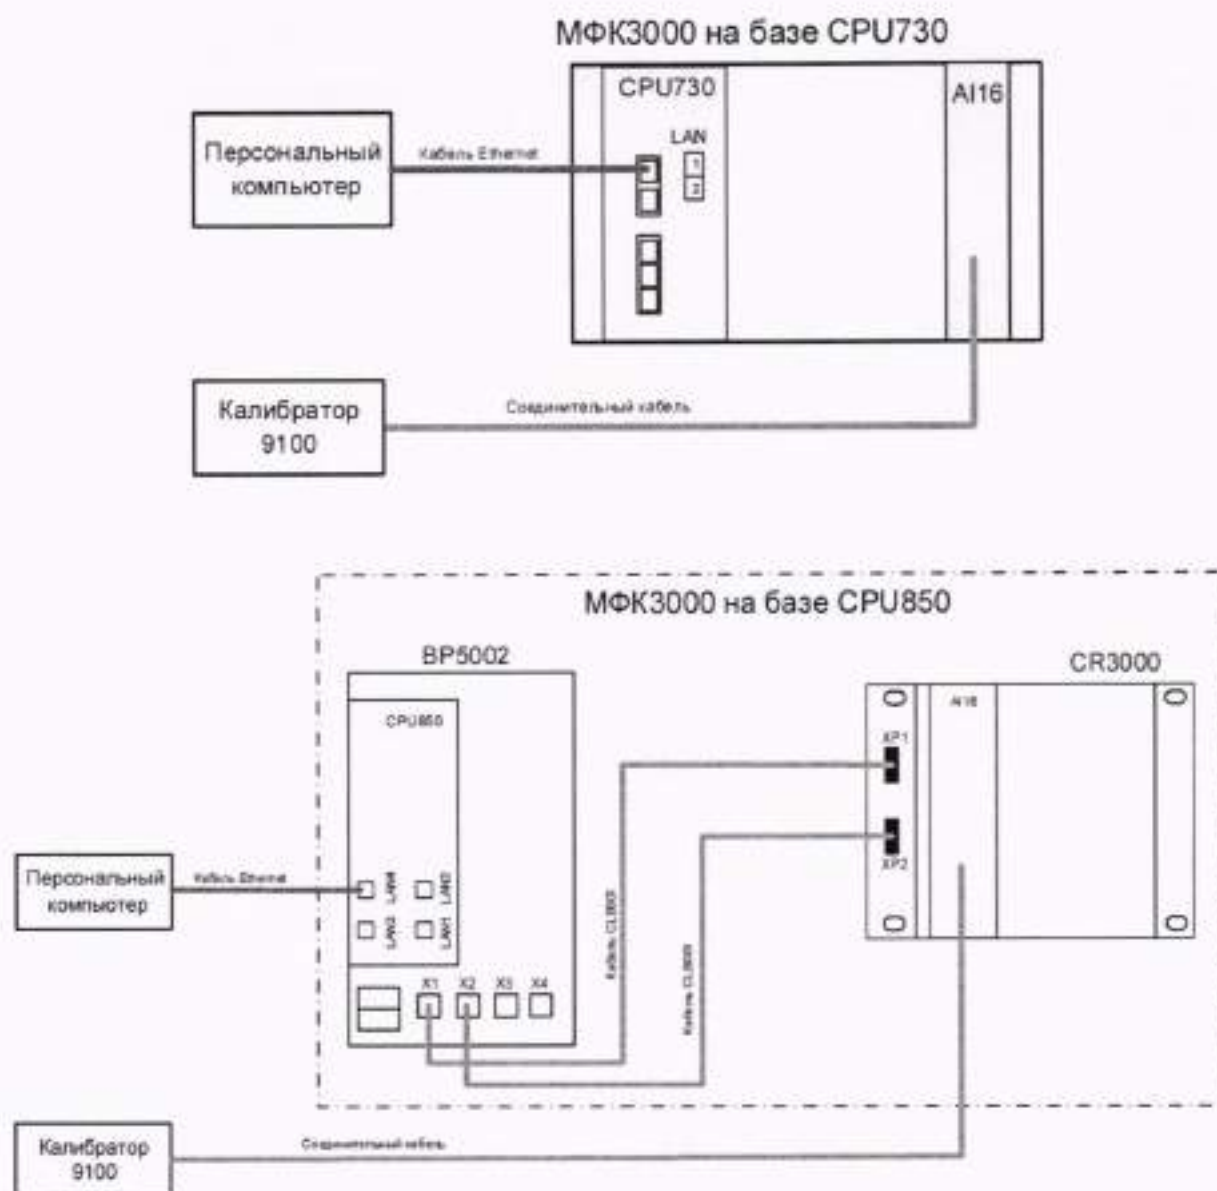 МФК3000 на базе CPU730
CPU730
AI16
LAN
1
2
Персональный
компьютер
Кабель Ethernet
Калибратор
9100
Соединительный кабель
МФК3000 на базе CPU850
BP5002
CR3000
CPU850
AI16
XP1
XP2
Персональный
компьютер
Кабель Ethernet
LAN4
LAN2
LAN3
LAN1
X1
X2
X3
X4
Кабель
Кабель
Калибратор
9100
Соединительный кабель